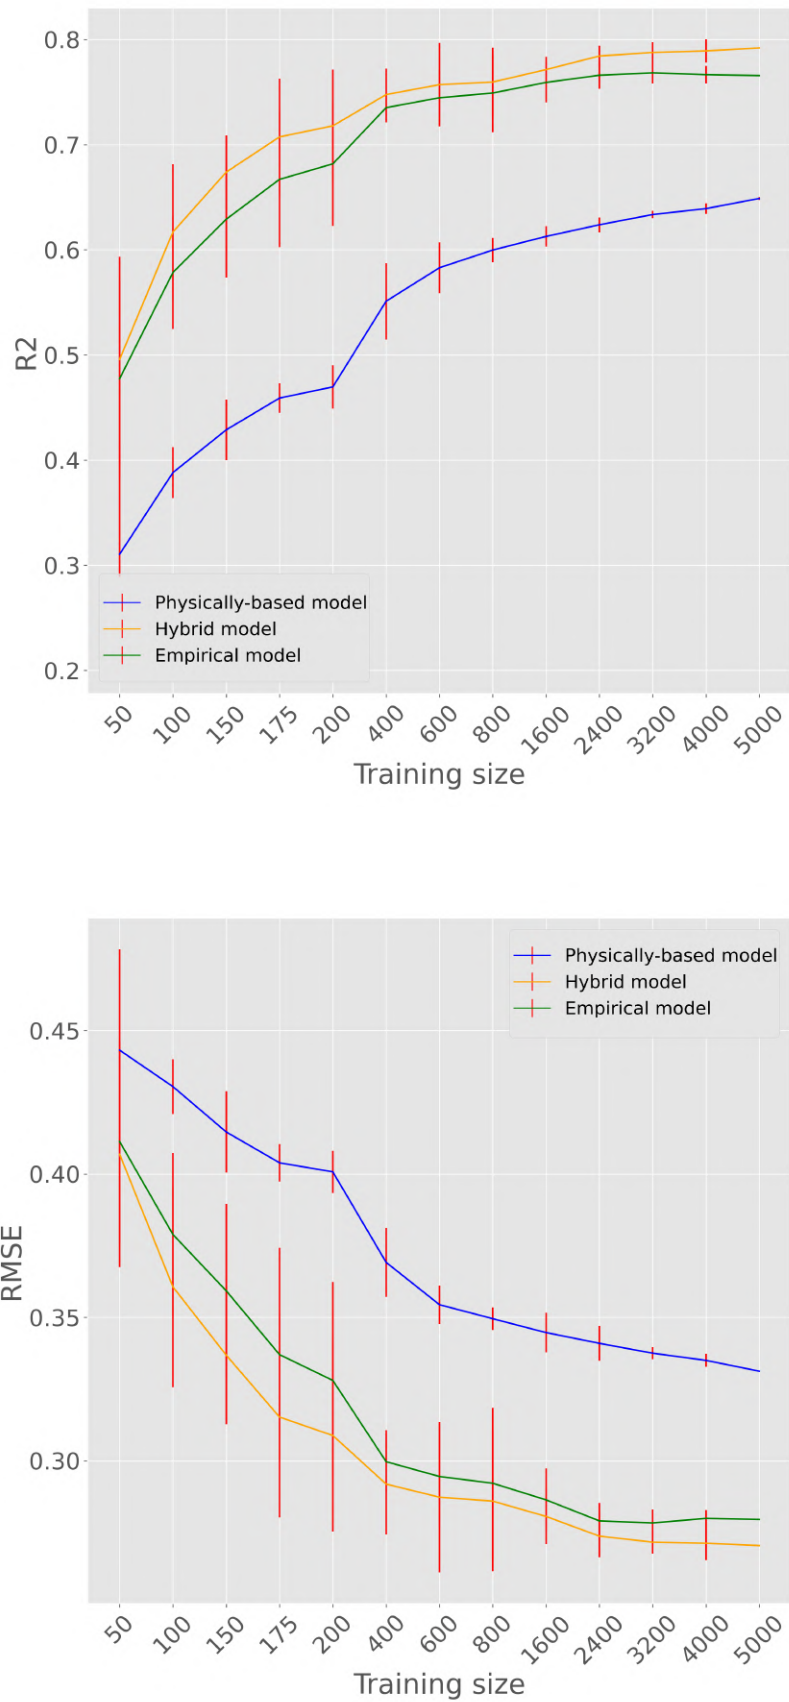 0.8
0.7
0.6
0.5
0.4
0.3
0.2
R2
Physically-based model
Hybrid model
Empirical model
50 100 150 175 200 400 600 800 1600 2400 3200 4000 5000
Training size
0.45
0.40
0.35
0.30
RMSE
Physically-based model
Hybrid model
Empirical model
50 100 150 175 200 400 600 800 1600 2400 3200 4000 5000
Training size